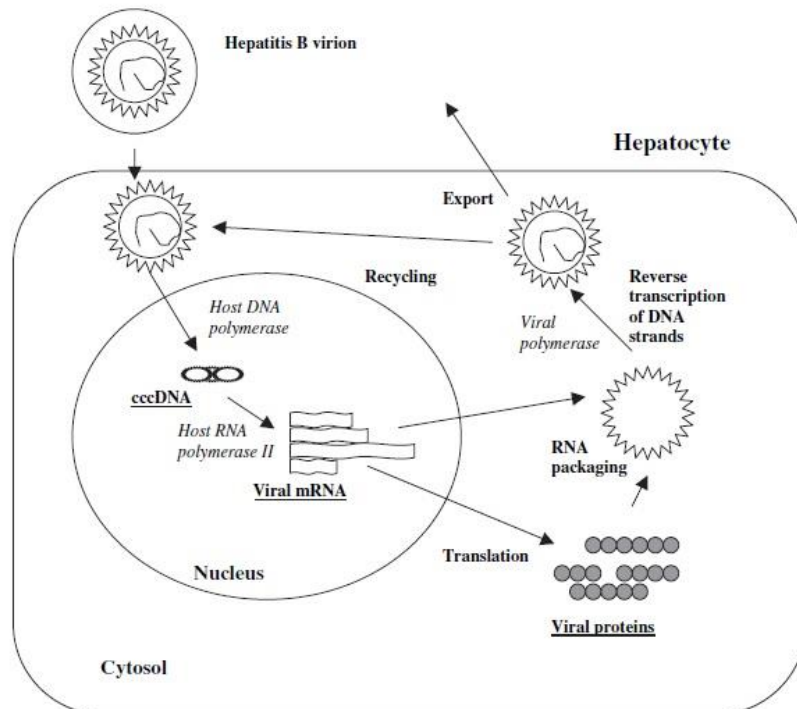 Hepatitis B virion
Hepatocyte
Export
Recycling
Reverse
transcription
of DNA
strands
Host DNA
polymerase
Viral
polymerase
cccDNA
Host RNA
polymerase II
Viral mRNA
RNA
packaging
Translation
Nucleus
Viral proteins
Cytosol